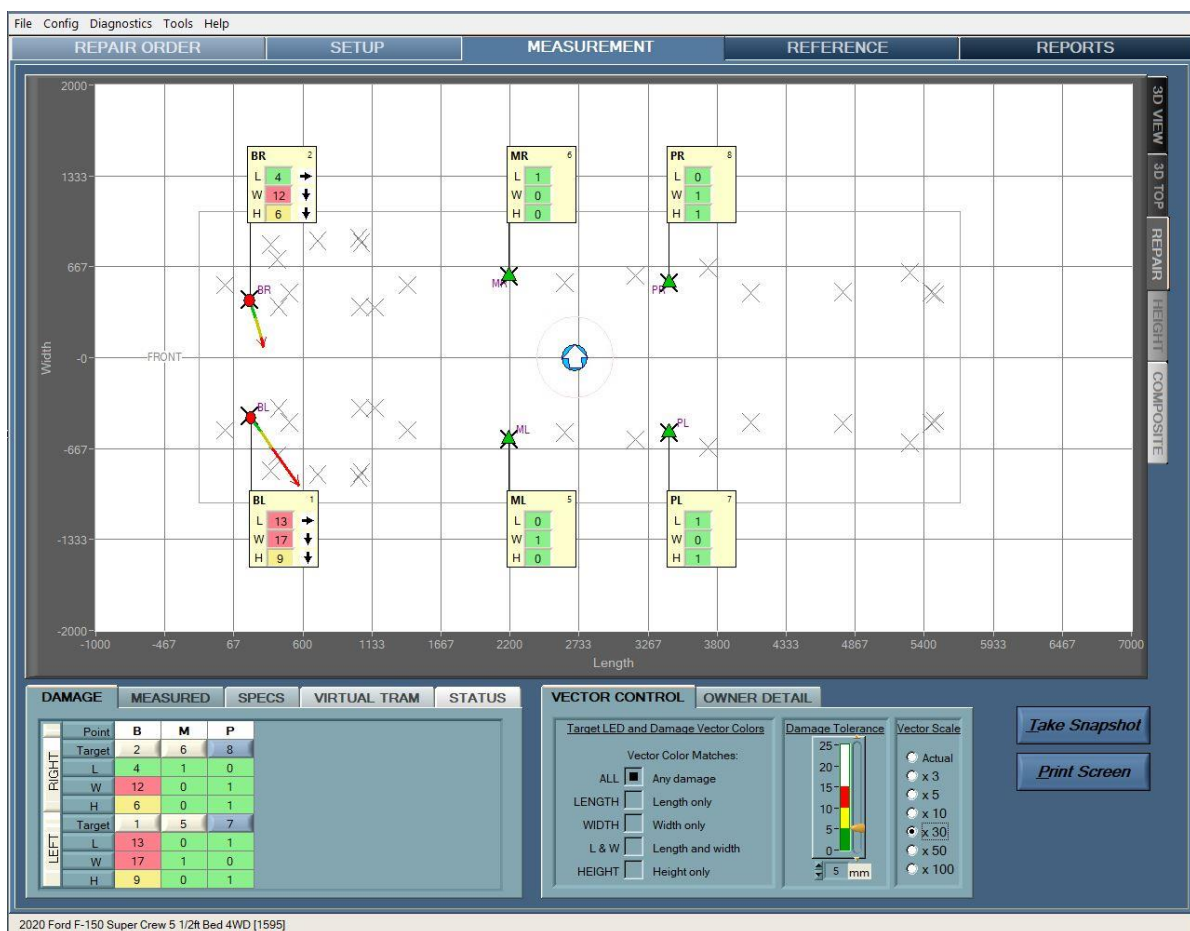 File Config Diagnostics Tools Help
REPAIR ORDER SETUP MEASUREMENT REFERENCE REPORTS
2000
1333
667
-0
-667
-1333
-2000
Width
FRONT
BR 2
L 4
W 12
H 6
MR 6
L 1
W 0
H 0
PR 8
L 0
W 1
H 1
BR
MR
PR
BL
ML
PL
BL 1
L 13
W 17
H 9
ML 5
L 0
W 1
H 0
PL 7
L 1
W 0
H 1
-1000 -467 67 600 1133 1667 2200 2733 3267 3800 4333 4867 5400 5933 6467 7000
Length
3D VIEW
3D TOP
REPAIR
HEIGHT
COMPOSITE
DAMAGE MEASURED SPECS VIRTUAL TRAM STATUS
Point B M P
RIGHT
Target 2 6 8
L 4 1 0
W 12 0 1
H 6 0 1
LEFT
Target 1 5 7
L 13 0 1
W 17 1 0
H 9 0 1
VECTOR CONTROL OWNER DETAIL
Target LED and Damage Vector Colors
Vector Color Matches:
ALL Any damage
LENGTH Length only
WIDTH Width only
L & W Length and width
HEIGHT Height only
Damage Tolerance
25
20
15
10
5
0
5 mm
Vector Scale
Actual
x 3
x 5
x 10
x 30
x 50
x 100
Take Snapshot
Print Screen
2020 Ford F-150 Super Crew 5 1/2ft Bed 4WD [1595]